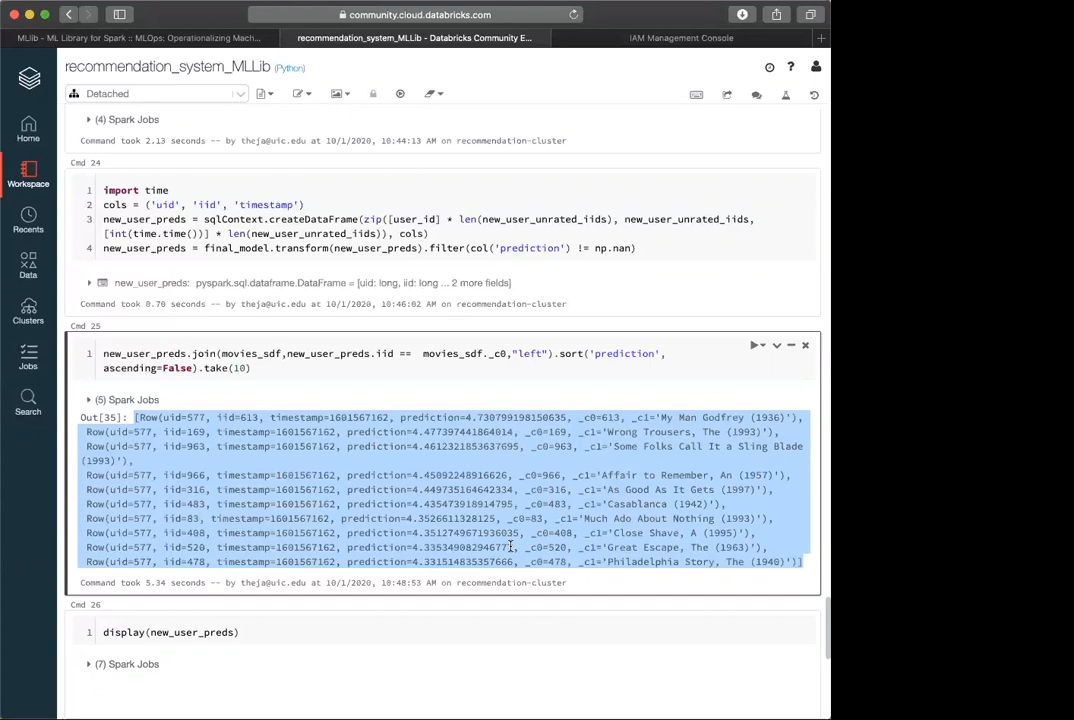 community.cloud.databricks.com
MLlib - ML Library for Spark :: MLOps: Operationalizing Mach...
recommendation_system_MLLib - Databricks Community E...
IAM Management Console
recommendation_system_MLLib (Python)
Detached
Home
Workspace
Recents
Data
Clusters
Jobs
Search
(4) Spark Jobs
Command took 2.13 seconds -- by theja@uic.edu at 10/1/2020, 10:44:13 AM on recommendation-cluster
Cmd 24
1 import time
2 cols = ('uid', 'iid', 'timestamp')
3 new_user_preds = sqlContext.createDataFrame(zip([user_id] * len(new_user_unrated_iids), new_user_unrated_iids,
[int(time.time())] * len(new_user_unrated_iids)), cols)
4 new_user_preds = final_model.transform(new_user_preds).filter(col('prediction') != np.nan)
new_user_preds: pyspark.sql.dataframe.DataFrame = [uid: long, iid: long ... 2 more fields]
Command took 0.70 seconds -- by theja@uic.edu at 10/1/2020, 10:46:02 AM on recommendation-cluster
Cmd 25
1 new_user_preds.join(movies_sdf,new_user_preds.iid == movies_sdf._c0,"left").sort('prediction',
ascending=False).take(10)
(5) Spark Jobs
Out[35]: [Row(uid=577, iid=613, timestamp=1601567162, prediction=4.730799198150635, _c0=613, _c1='My Man Godfrey (1936)'),
Row(uid=577, iid=169, timestamp=1601567162, prediction=4.477397441864014, _c0=169, _c1='Wrong Trousers, The (1993)'),
Row(uid=577, iid=963, timestamp=1601567162, prediction=4.4612321853637695, _c0=963, _c1='Some Folks Call It a Sling Blade
(1993)'),
Row(uid=577, iid=966, timestamp=1601567162, prediction=4.45092248916626, _c0=966, _c1='Affair to Remember, An (1957)'),
Row(uid=577, iid=316, timestamp=1601567162, prediction=4.449735164642334, _c0=316, _c1='As Good As It Gets (1997)'),
Row(uid=577, iid=483, timestamp=1601567162, prediction=4.435473918914795, _c0=483, _c1='Casablanca (1942)'),
Row(uid=577, iid=83, timestamp=1601567162, prediction=4.3526611328125, _c0=83, _c1='Much Ado About Nothing (1993)'),
Row(uid=577, iid=408, timestamp=1601567162, prediction=4.3512749671936035, _c0=408, _c1='Close Shave, A (1995)'),
Row(uid=577, iid=520, timestamp=1601567162, _c0=520, _c1='Great Escape, The (1963)'),
Row(uid=577, iid=478, timestamp=1601567162, prediction=4.331514835357666, _c0=478, _c1='Philadelphia Story, The (1940)')]
Command took 5.34 seconds -- by theja@uic.edu at 10/1/2020, 10:48:53 AM on recommendation-cluster
Cmd 26
1 display(new_user_preds)
(7) Spark Jobs